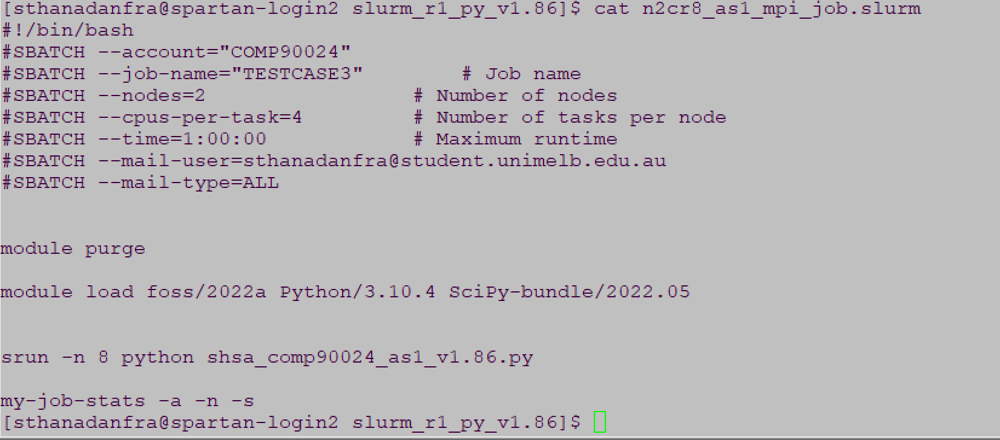 [sthanadanfra@spartan-login2 slurm_r1_py_v1.86]$ cat n2cr8_as1_mpi_job.slurm
#!/bin/bash
#SBATCH --account="COMP90024"
#SBATCH --job-name="TESTCASE3" # Job name
#SBATCH --nodes=2 # Number of nodes
#SBATCH --cpus-per-task=4 # Number of tasks per node
#SBATCH --time=1:00:00 # Maximum runtime
#SBATCH --mail-user=sthanadanfra@student.unimelb.edu.au
#SBATCH --mail-type=ALL
module purge
module load foss/2022a Python/3.10.4 SciPy-bundle/2022.05
srun -n 8 python shsa_comp90024_as1_v1.86.py
my-job-stats -a -n -s
[sthanadanfra@spartan-login2 slurm_r1_py_v1.86]$